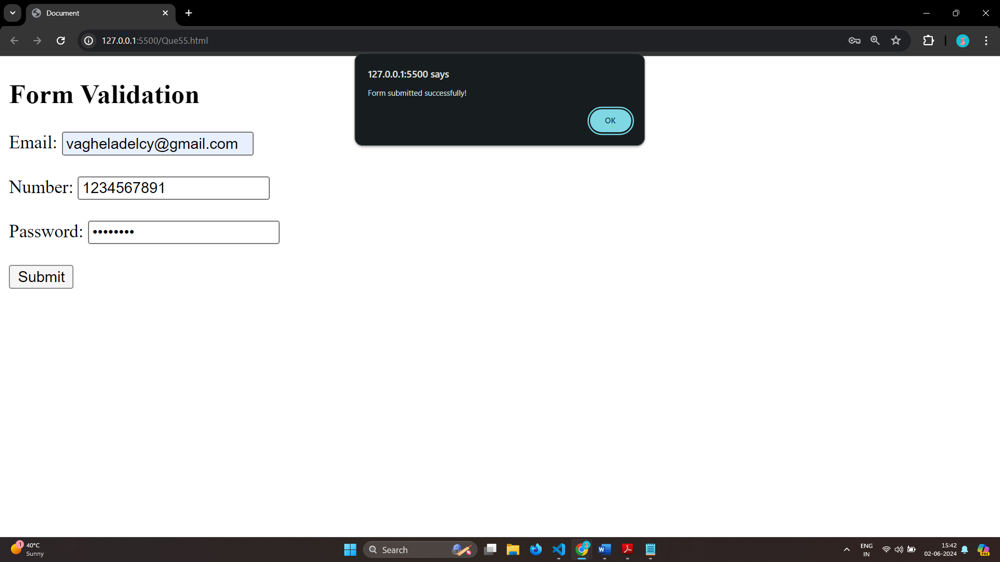 Document
127.0.0.1:5500/Que55.html
127.0.0.1:5500 says
Form submitted successfully!
OK
Form Validation
Email: vagheladelcy@gmail.com
Number: 1234567891
Password: ••••••••
Submit
1
40°C
Sunny
Search
W
ENG
IN
15:42
02-06-2024
PRE